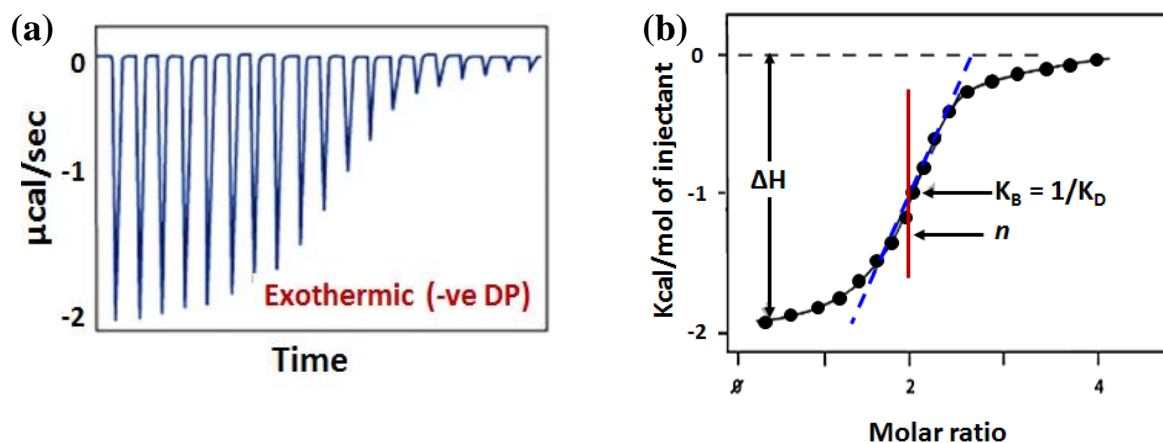 (a)
0
-1
-2
µcal/sec
Exothermic (-ve DP)
Time
(b)
0
-1
-2
Kcal/mol of injectant
ΔH
K_B = 1/K_D
n
0
2
4
Molar ratio